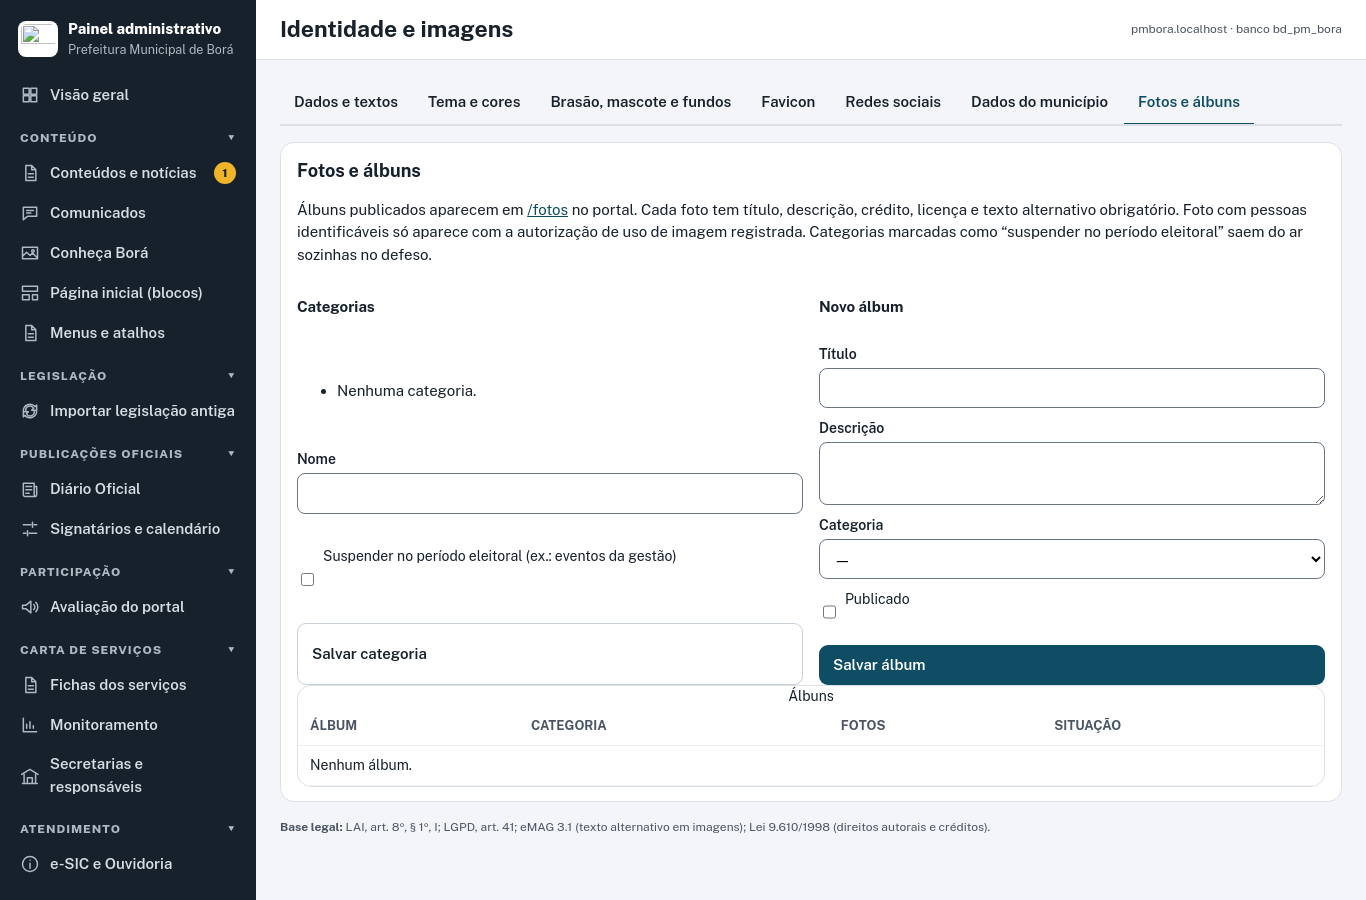 Painel administrativo
Prefeitura Municipal de Borá
Visão geral
CONTEÚDO
Conteúdos e notícias 1
Comunicados
Conheça Borá
Página inicial (blocos)
Menus e atalhos
LEGISLAÇÃO
Importar legislação antiga
PUBLICAÇÕES OFICIAIS
Diário Oficial
Signatários e calendário
PARTICIPAÇÃO
Avaliação do portal
CARTA DE SERVIÇOS
Fichas dos serviços
Monitoramento
Secretarias e
responsáveis
ATENDIMENTO
e-SIC e Ouvidoria
Identidade e imagens
pmbora.localhost · banco bd_pm_bora
Dados e textos Tema e cores Brasão, mascote e fundos Favicon Redes sociais Dados do município Fotos e álbuns
Fotos e álbuns
Álbuns publicados aparecem em /fotos no portal. Cada foto tem título, descrição, crédito, licença e texto alternativo obrigatório. Foto com pessoas
identificáveis só aparece com a autorização de uso de imagem registrada. Categorias marcadas como “suspender no período eleitoral” saem do ar
sozinhas no defeso.
Categorias
Nenhuma categoria.
Nome
Suspender no período eleitoral (ex.: eventos da gestão)
Salvar categoria
Novo álbum
Título
Descrição
Categoria
—
Publicado
Salvar álbum
Álbuns
ÁLBUM CATEGORIA FOTOS SITUAÇÃO
Nenhum álbum.
Base legal: LAI, art. 8º, § 1º, I; LGPD, art. 41; eMAG 3.1 (texto alternativo em imagens); Lei 9.610/1998 (direitos autorais e créditos).